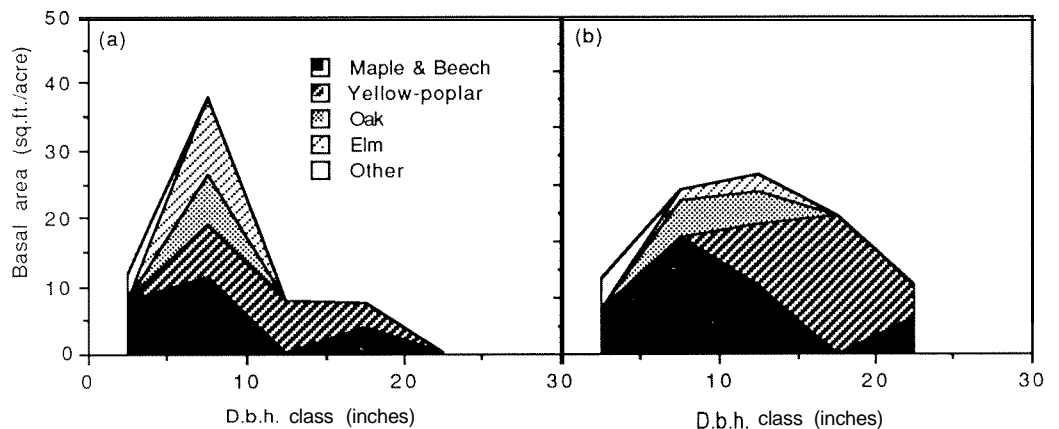 50
40
30
20
10
0
Basal area (sq.ft./acre)
(a)
Maple & Beech
Yellow-poplar
Oak
Elm
Other
(b)
0
10
20
30
10
20
30
D.b.h. class (inches)
D.b.h. class (inches)